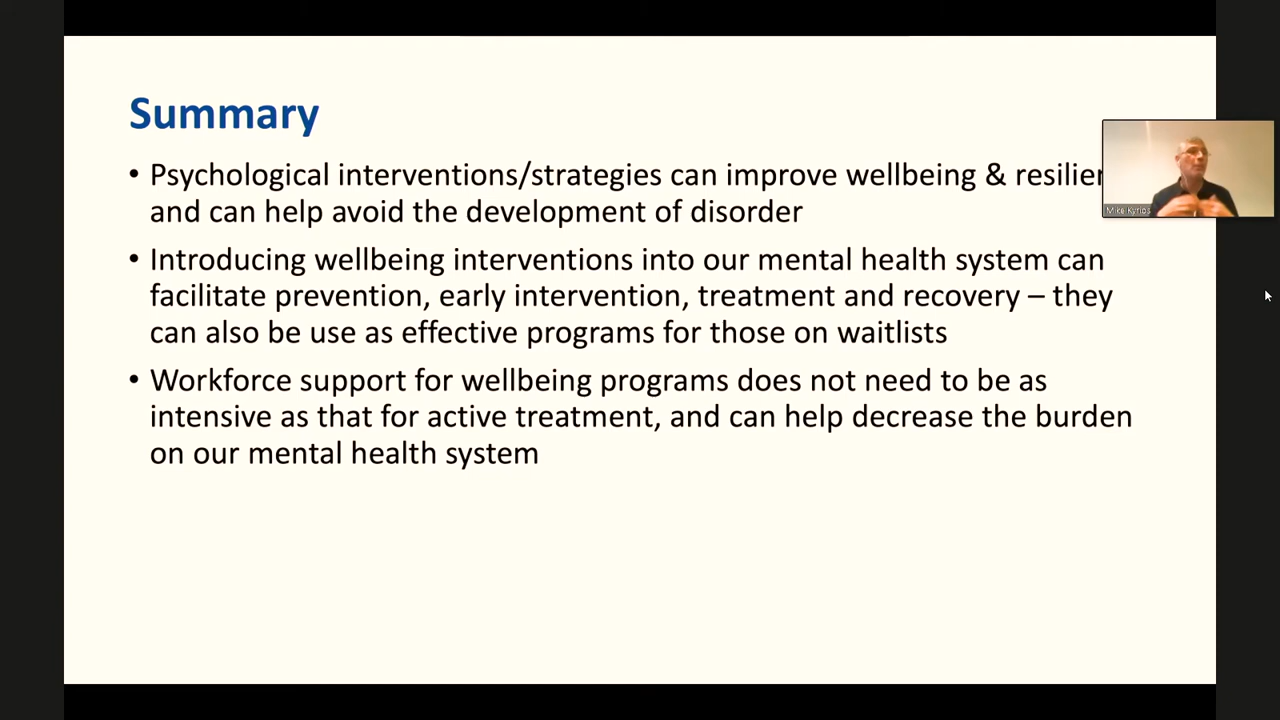 Summary
• Psychological interventions/strategies can improve wellbeing & resilien
and can help avoid the development of disorder
• Introducing wellbeing interventions into our mental health system can
facilitate prevention, early intervention, treatment and recovery – they
can also be use as effective programs for those on waitlists
• Workforce support for wellbeing programs does not need to be as
intensive as that for active treatment, and can help decrease the burden
on our mental health system
Mike Kyrios